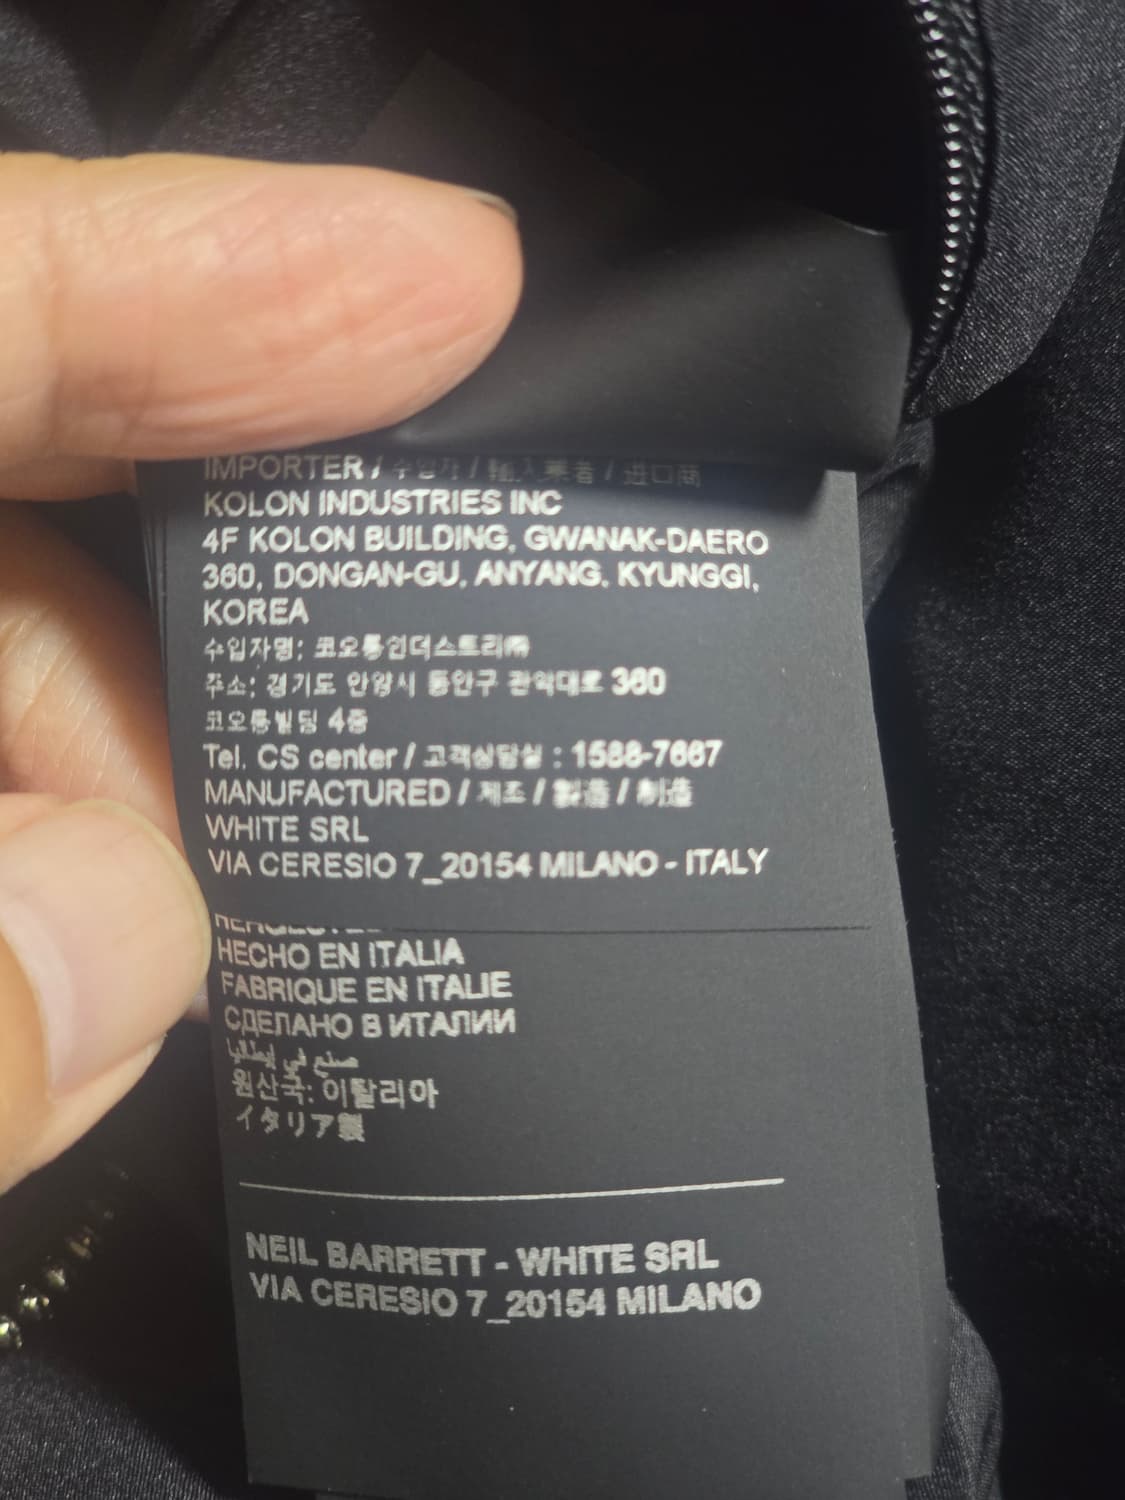 IMPORTER / 수입자 / 輸入業者 / 进口商
KOLON INDUSTRIES INC
4F KOLON BUILDING, GWANAK-DAERO
360, DONGAN-GU, ANYANG, KYUNGGI,
KOREA
수입자명: 코오롱인더스트리㈜
주소: 경기도 안양시 동안구 관악대로 360
코오롱빌딩 4층
Tel. CS center / 고객상담실 : 1588-7667
MANUFACTURED / 제조 / 製造 / 制造
WHITE SRL
VIA CERESIO 7_20154 MILANO - ITALY
HECHO EN ITALIA
FABRIQUE EN ITALIE
СДЕЛАНО В ИТАЛИИ
صنع في إيطاليا
원산국: 이탈리아
イタリア製
NEIL BARRETT - WHITE SRL
VIA CERESIO 7_20154 MILANO